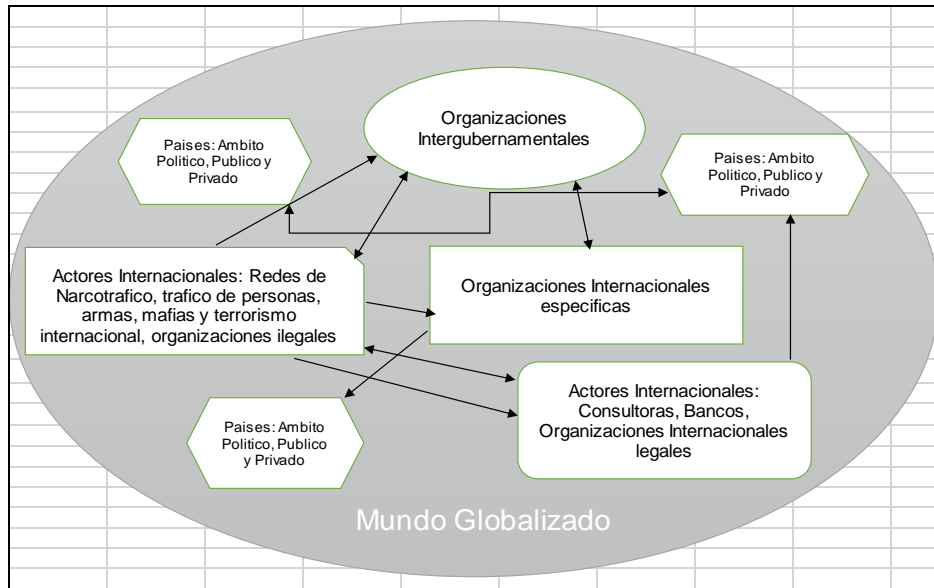 Organizaciones
Intergubernamentales
Paises: Ambito
Politico, Publico y
Privado
Paises: Ambito
Politico, Publico y
Privado
Actores Internacionales: Redes de
Narcotrafico, trafico de personas,
armas, mafias y terrorismo
internacional, organizaciones ilegales
Organizaciones Internacionales
especificas
Actores Internacionales:
Consultoras, Bancos,
Organizaciones Internacionales
legales
Paises: Ambito
Politico, Publico
y Privado
Mundo Globalizado